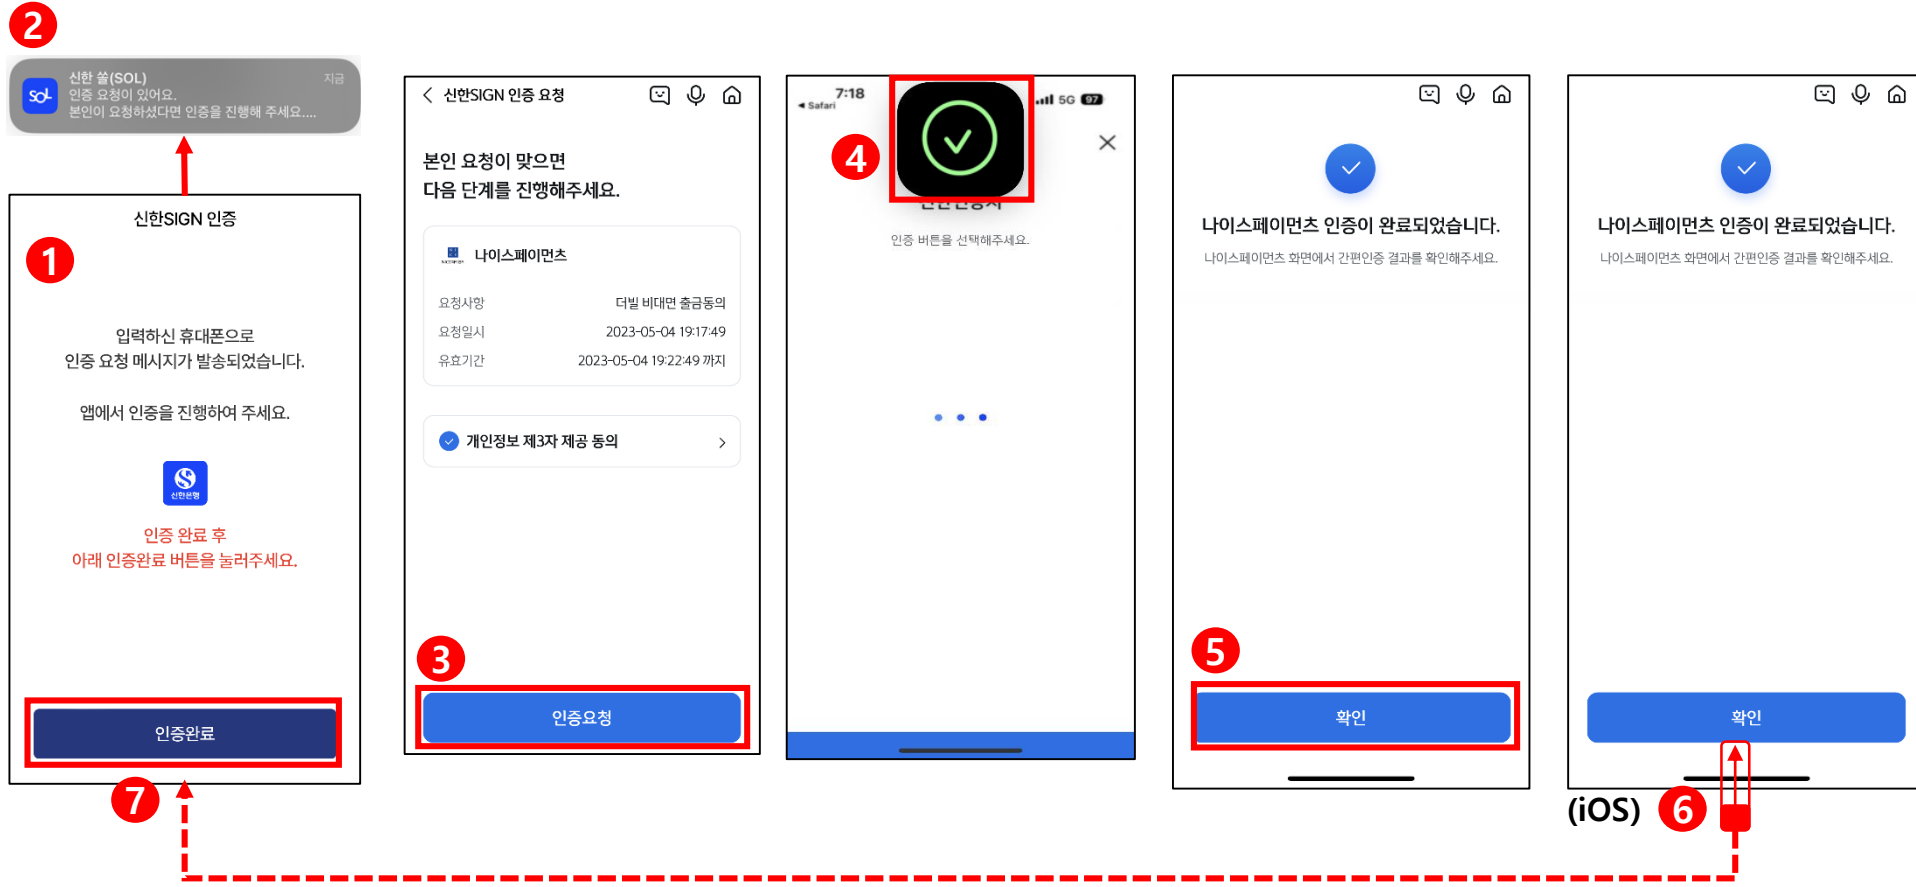 2
신한 쏠(SOL)
지금
SOL
인증 요청이 있어요.
본인이 요청하셨다면 인증을 진행해 주세요....
신한SIGN 인증
1
입력하신 휴대폰으로
인증 요청 메시지가 발송되었습니다.
앱에서 인증을 진행하여 주세요.
신한은행
인증 완료 후
아래 인증완료 버튼을 눌러주세요.
인증완료
7
신한SIGN 인증 요청
본인 요청이 맞으면
다음 단계를 진행해주세요.
나이스페이먼츠
요청사항 더빌 비대면 출금동의
요청일시 2023-05-04 19:17:49
유효기간 2023-05-04 19:22:49 까지
개인정보 제3자 제공 동의
3
인증요청
7:18
Safari
5G 97
4
인증 버튼을 선택해주세요.
나이스페이먼츠 인증이 완료되었습니다.
나이스페이먼츠 화면에서 간편인증 결과를 확인해주세요.
5
확인
나이스페이먼츠 인증이 완료되었습니다.
나이스페이먼츠 화면에서 간편인증 결과를 확인해주세요.
확인
(iOS) 6